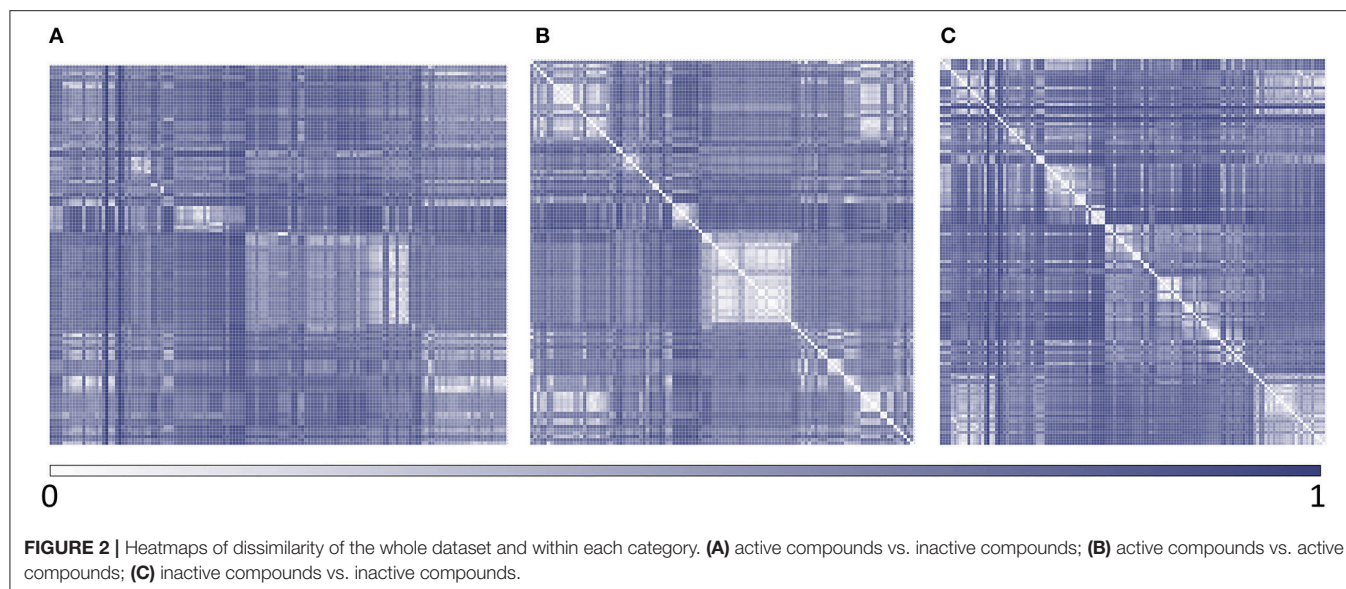 A
B
C
0
1
FIGURE 2 | Heatmaps of dissimilarity of the whole dataset and within each category. (A) active compounds vs. inactive compounds; (B) active compounds vs. active
compounds; (C) inactive compounds vs. inactive compounds.